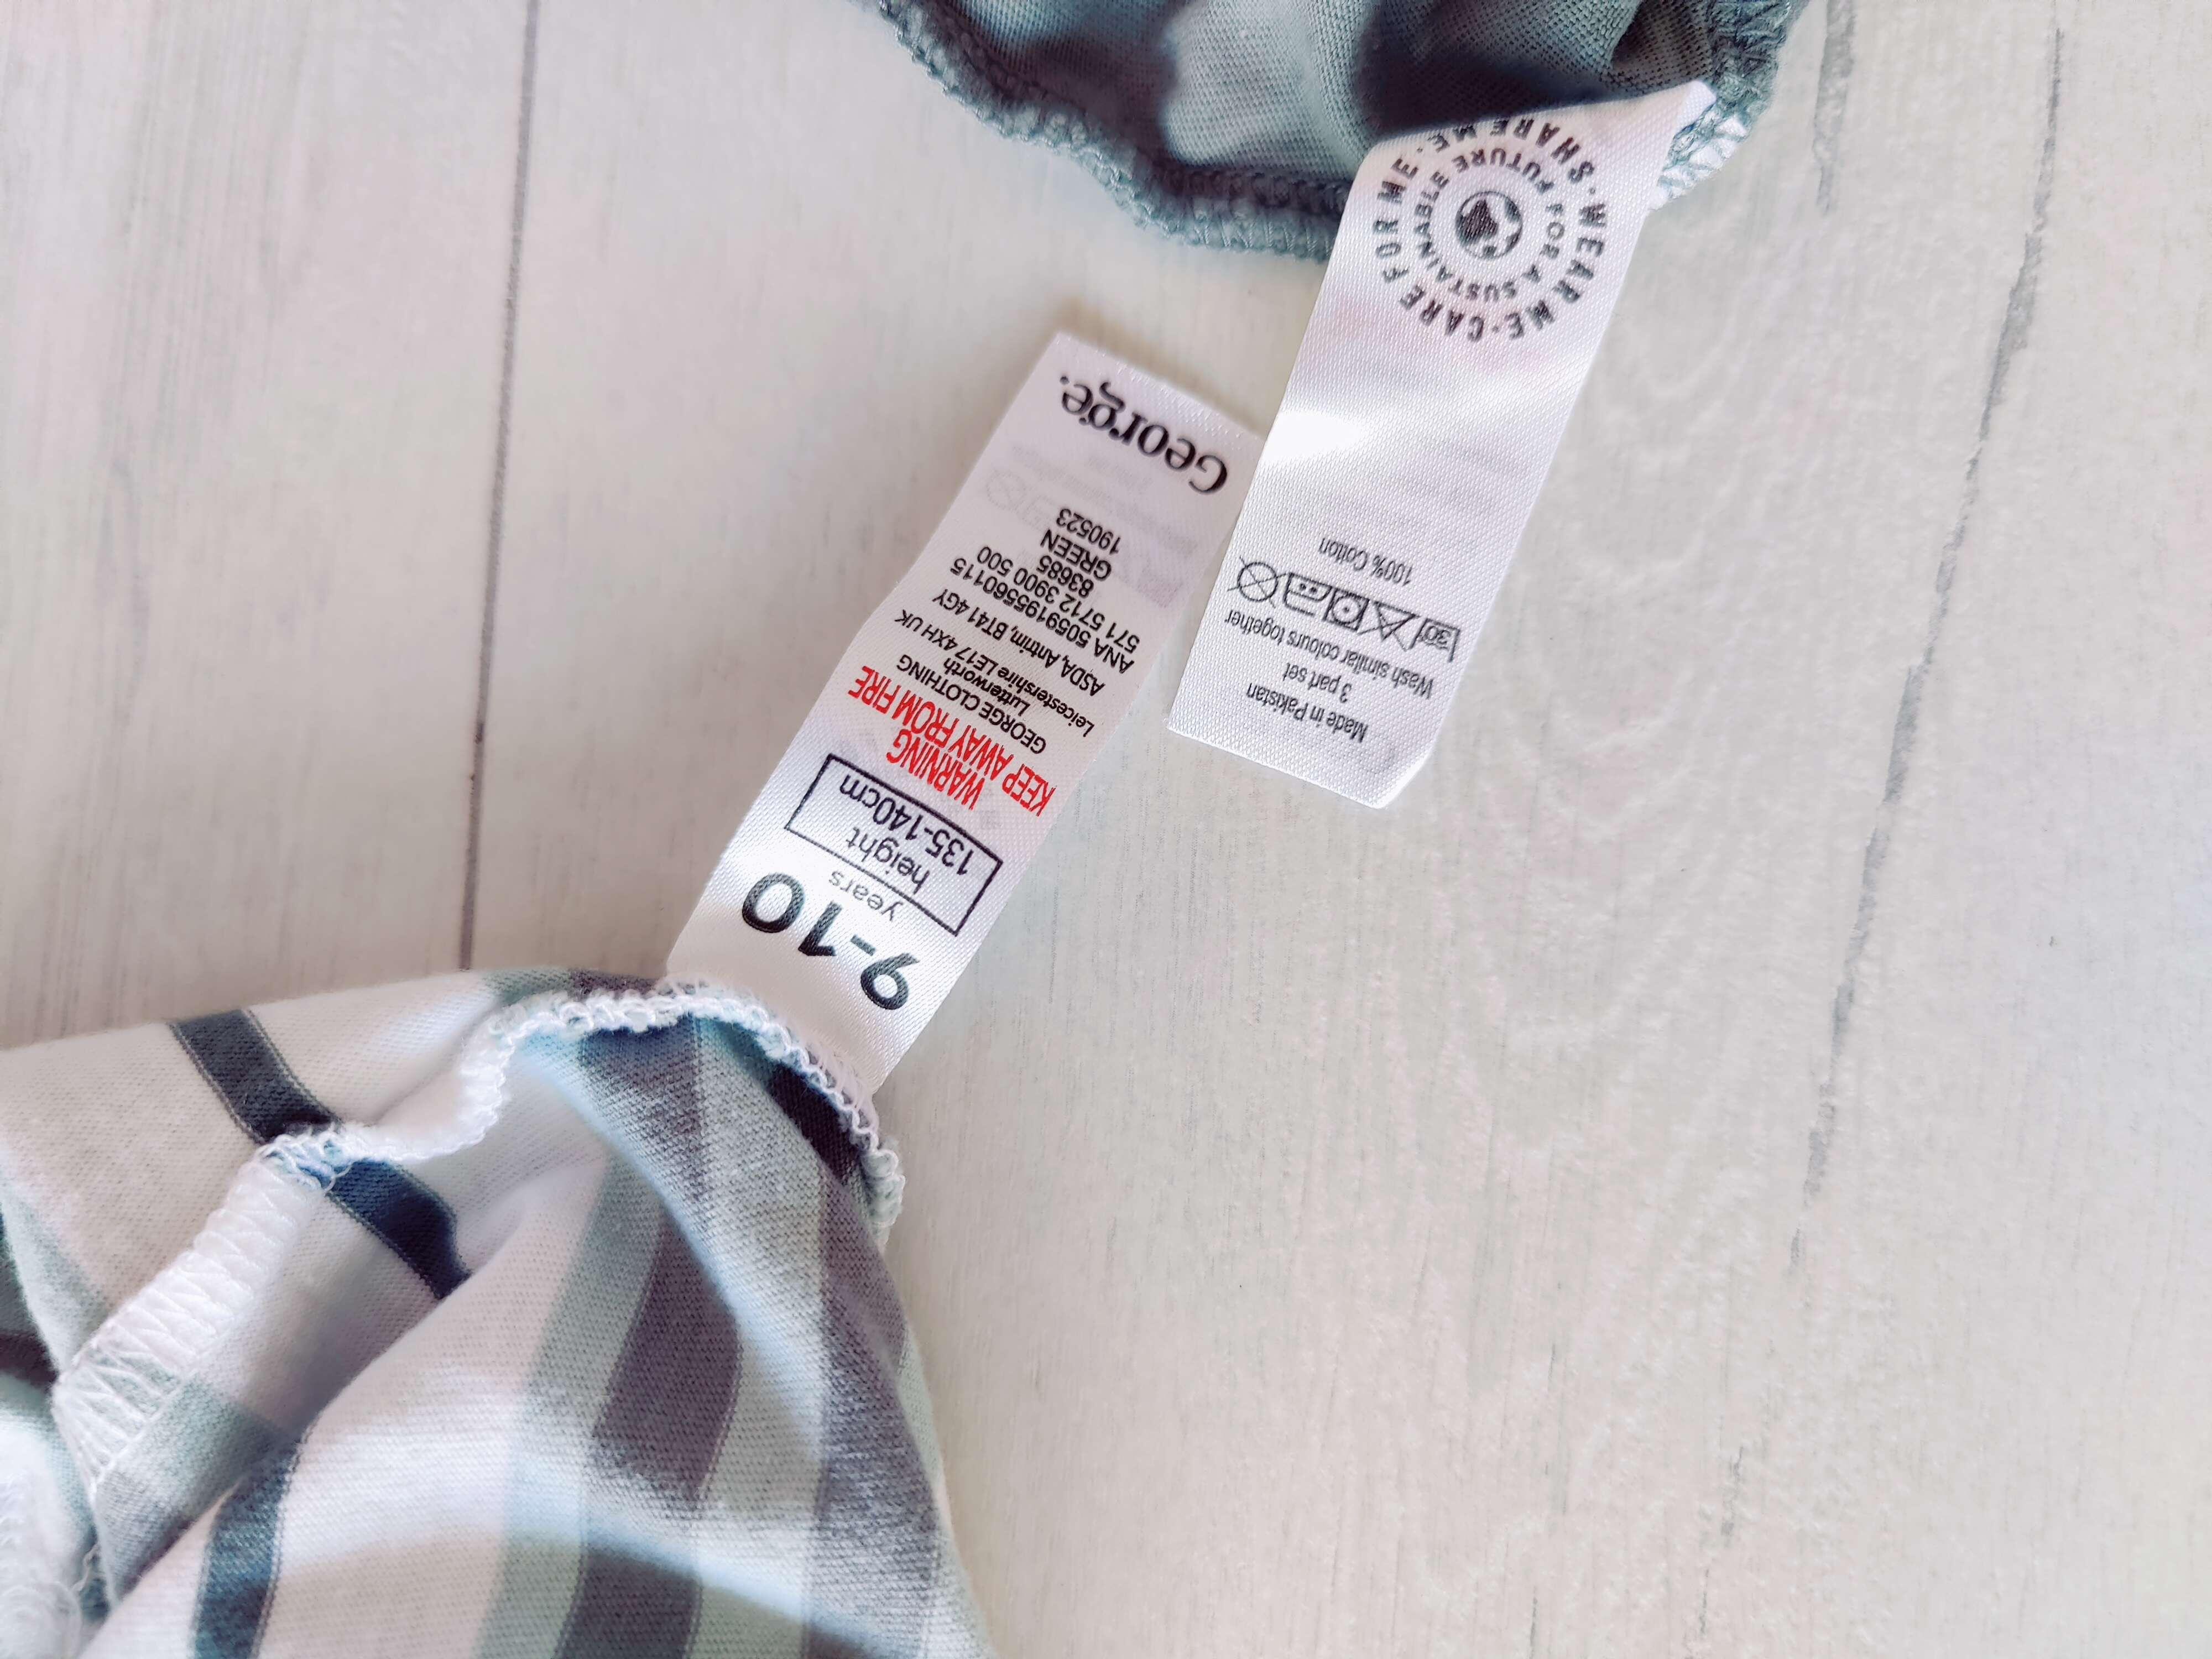 9-10
years
height
135-140cm
WARNING
KEEP AWAY FROM FIRE
GEORGE CLOTHING
Lutterworth
Leicestershire LE17 4XH UK
ASDA, Antrim, BT41 4GY
ANA 5059195560115
571 5712 3900 500
83685
GREEN
190523
George.
Made in Pakistan
3 part set
Wash similar colours together
30
100% Cotton
WEAR ME · CARE FOR ME · SHARE ME ·
FOR A SUSTAINABLE FUTURE